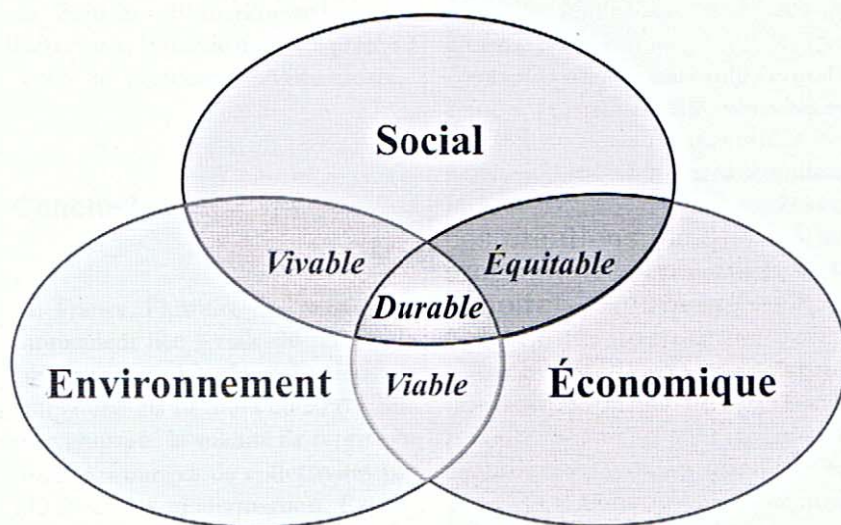 Social
Vivable
Équitable
Durable
Environnement
Viable
Économique